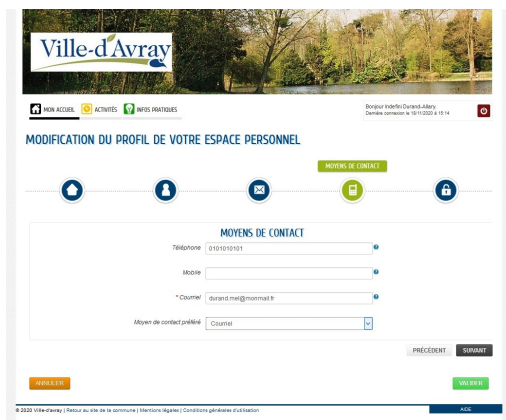 Ville-d'Avray
MON ACCUEIL ACTIVITÉS INFOS PRATIQUES
Bonjour Indefini Durand-Allary.
Dernière connexion le 18/11/2020 à 15:14
MODIFICATION DU PROFIL DE VOTRE ESPACE PERSONNEL
MOYENS DE CONTACT
MOYENS DE CONTACT
Téléphone 0101010101
Mobile
* Courriel durand.mel@monmail.fr
Moyen de contact préféré Courriel
PRÉCÉDENT SUIVANT
ANNULER VALIDER
© 2020 Ville-d'avray | Retour au site de la commune | Mentions légales | Conditions générales d'utilisation AIDE